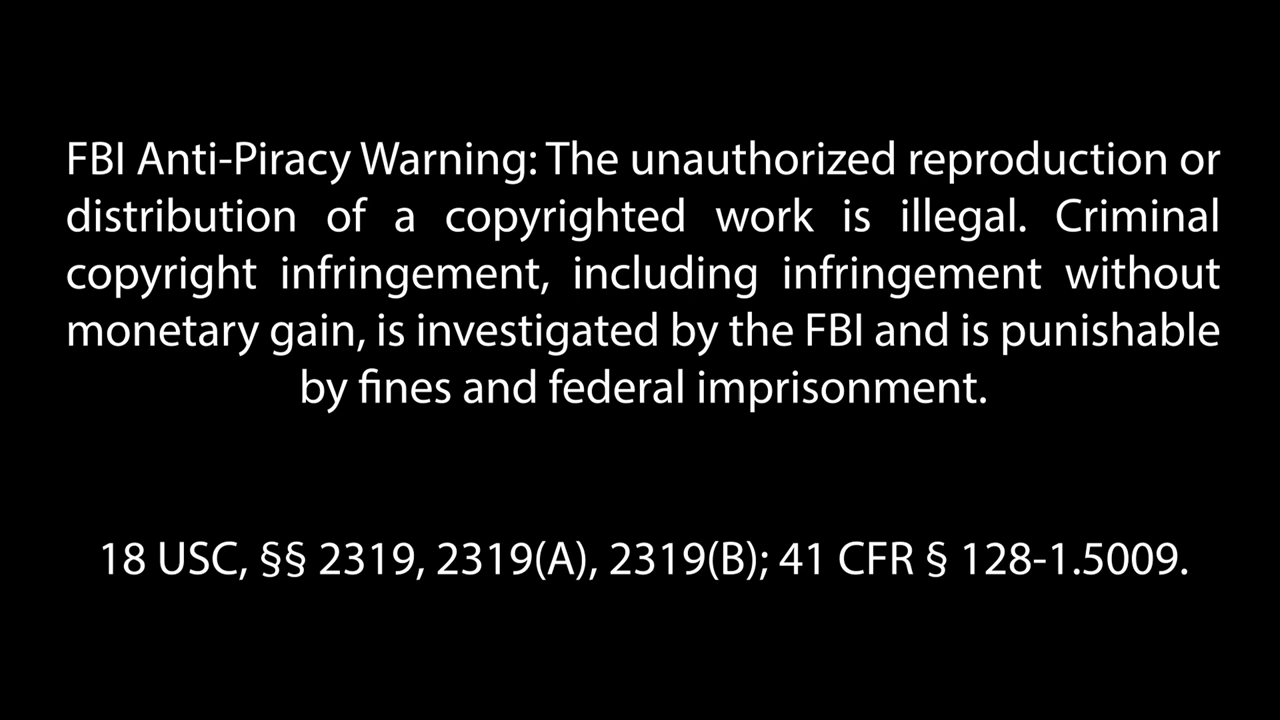 FBI Anti-Piracy Warning: The unauthorized reproduction or
distribution of a copyrighted work is illegal. Criminal
copyright infringement, including infringement without
monetary gain, is investigated by the FBI and is punishable
by fines and federal imprisonment.
18 USC, §§ 2319, 2319(A), 2319(B); 41 CFR § 128-1.5009.